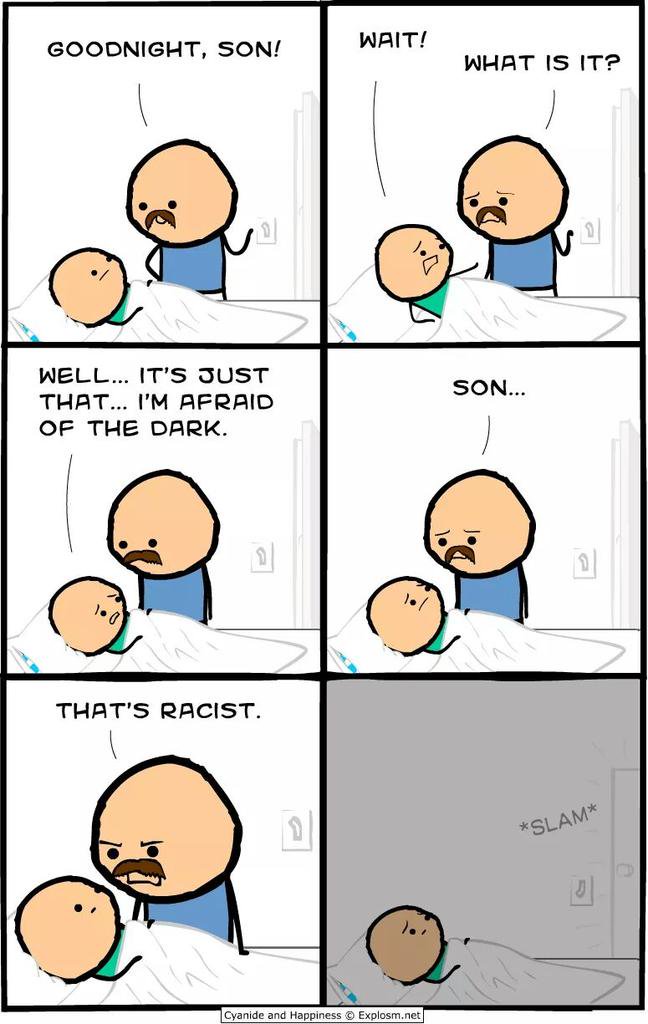 GOODNIGHT, SON!
WAIT!
WHAT IS IT?
WELL... IT'S JUST
THAT... I'M AFRAID
OF THE DARK.
SON...
THAT'S RACIST.
*SLAM*
Cyanide and Happiness © Explosm.net